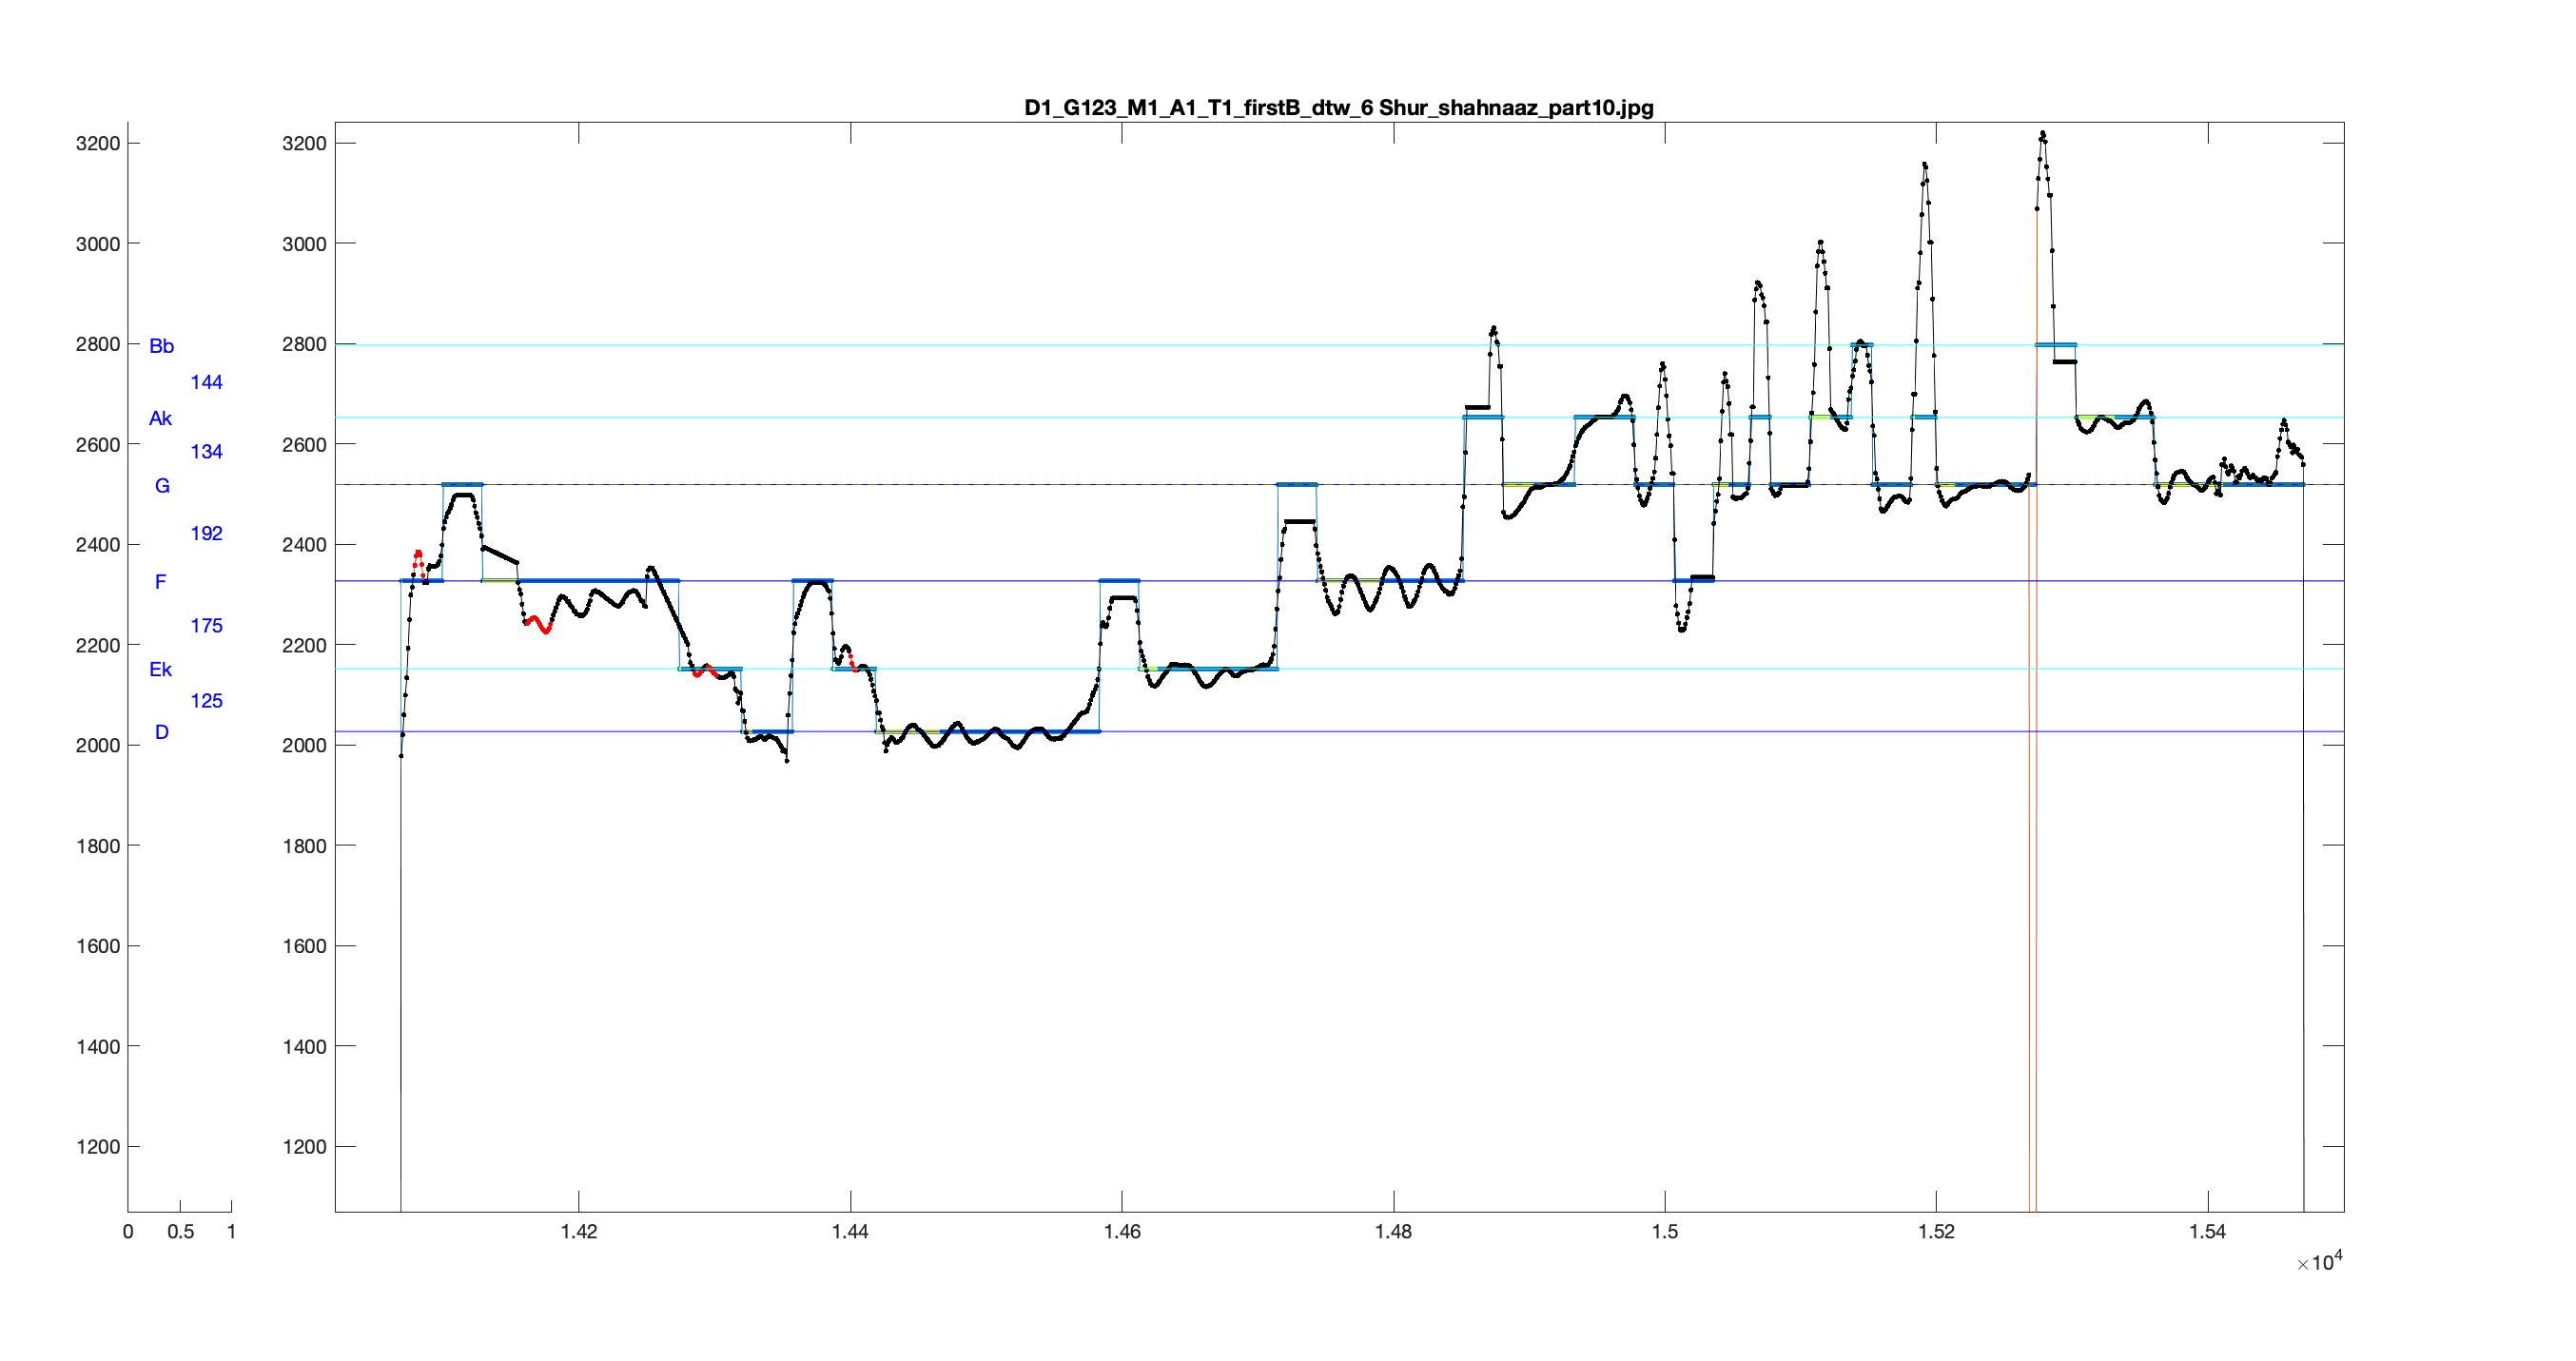 D1_G123_M1_A1_T1_firstB_dtw_6 Shur_shahnaaz_part10.jpg
3200 3200
3000 3000
2800 Bb 2800
144
Ak
2600 2600
134
G
192
2400 2400
F
175
2200 2200
Ek
125
D
2000 2000
1800 1800
1600 1600
1400 1400
1200 1200
0 0.5 1 1.42 1.44 1.46 1.48 1.5 1.52 1.54
×10⁴